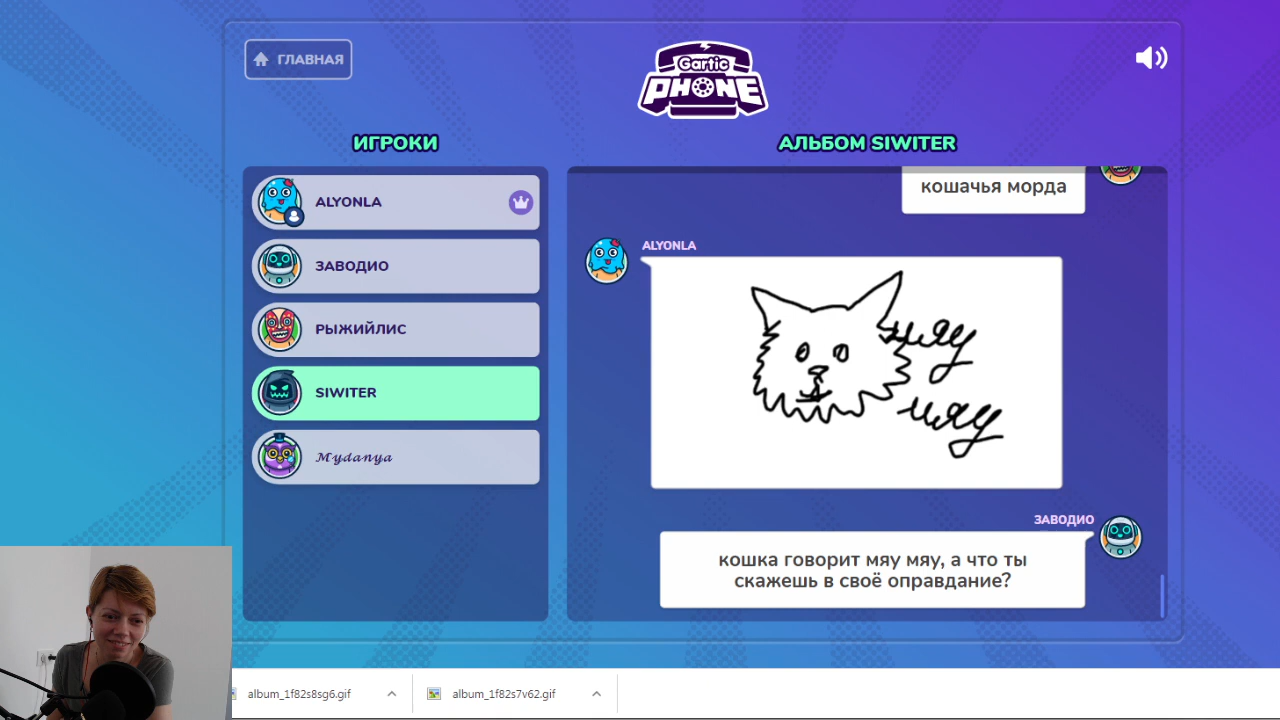 ГЛАВНАЯ
Gartic
PHONE
ИГРОКИ
АЛЬБОМ SIWITER
ALYONLA
ЗАВОДИО
РЫЖИЙЛИС
SIWITER
Mydanya
кошачья морда
ALYONLA
мяу
мяу
ЗАВОДИО
кошка говорит мяу мяу, а что ты
скажешь в своё оправдание?
album_1f82s8sg6.gif
album_1f82s7v62.gif